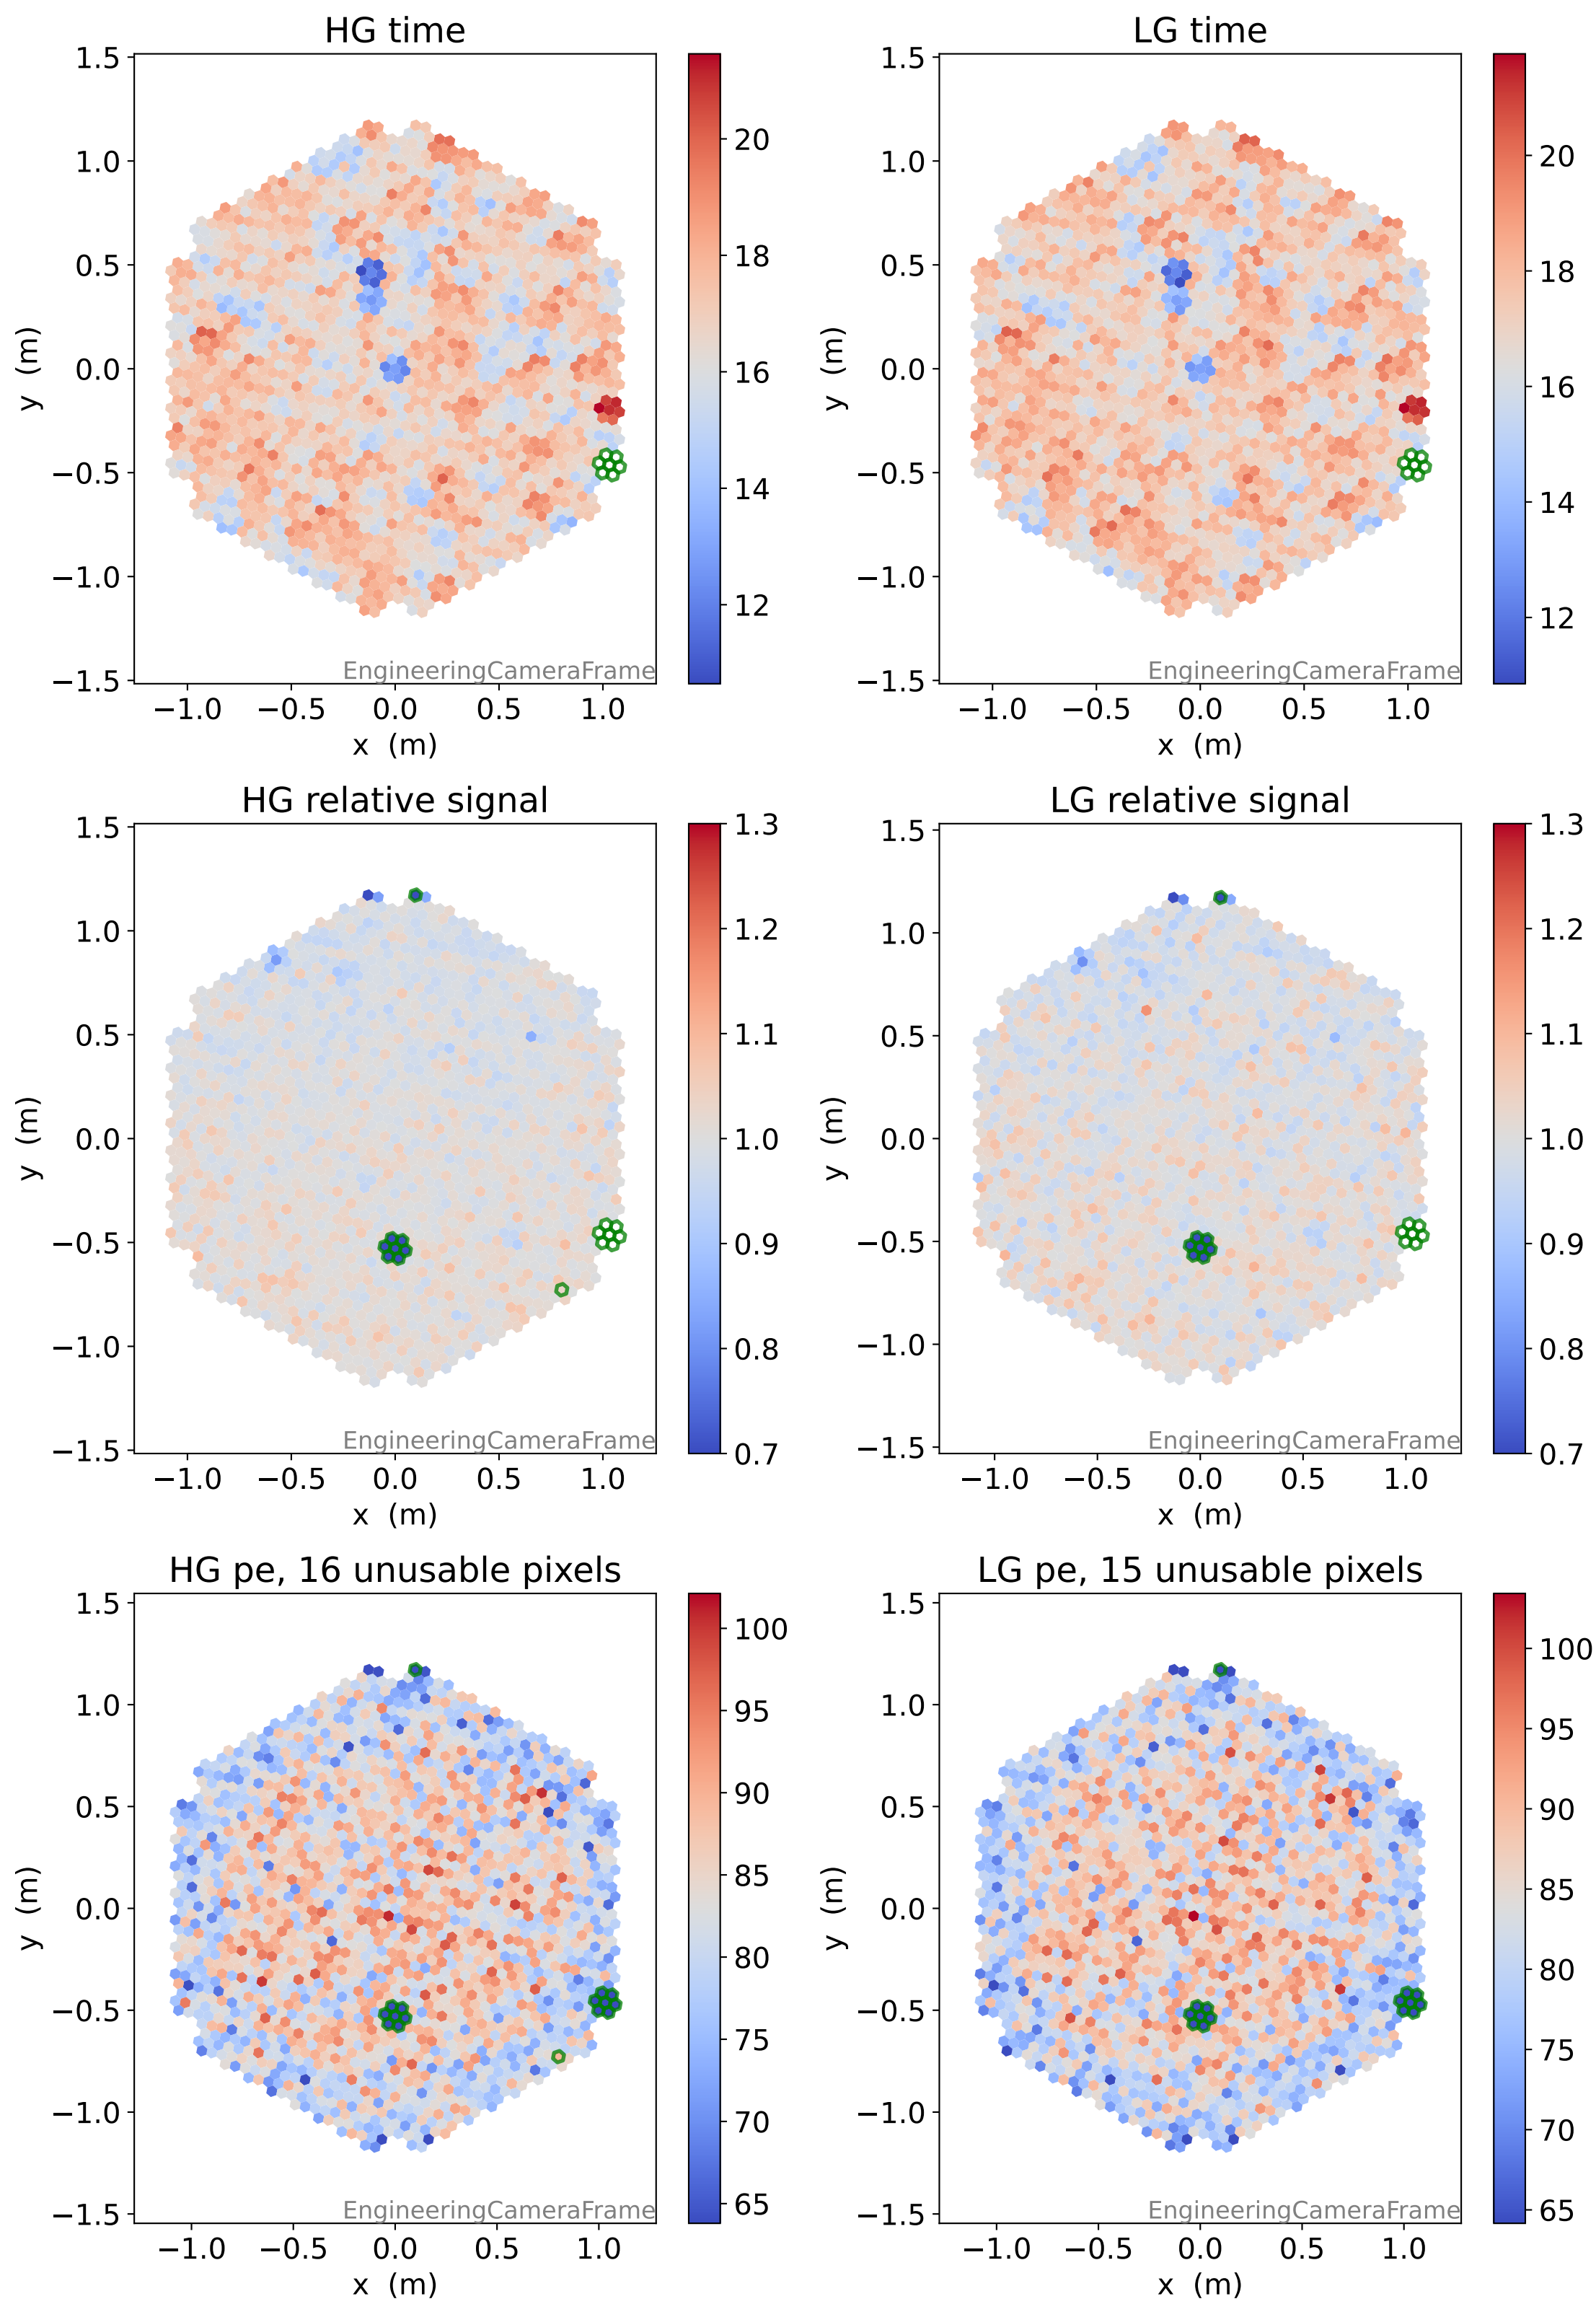 HG time
LG time
1.5
1.0
0.5
0.0
−0.5
−1.0
−1.5
y (m)
−1.0 −0.5 0.0 0.5 1.0
x (m)
EngineeringCameraFrame
20
18
16
14
12
1.5
1.0
0.5
0.0
−0.5
−1.0
−1.5
y (m)
−1.0 −0.5 0.0 0.5 1.0
x (m)
EngineeringCameraFrame
20
18
16
14
12
HG relative signal
LG relative signal
1.5
1.0
0.5
0.0
−0.5
−1.0
−1.5
y (m)
−1.0 −0.5 0.0 0.5 1.0
x (m)
EngineeringCameraFrame
1.3
1.2
1.1
1.0
0.9
0.8
0.7
1.5
1.0
0.5
0.0
−0.5
−1.0
−1.5
y (m)
−1.0 −0.5 0.0 0.5 1.0
x (m)
EngineeringCameraFrame
1.3
1.2
1.1
1.0
0.9
0.8
0.7
HG pe, 16 unusable pixels
LG pe, 15 unusable pixels
1.5
1.0
0.5
0.0
−0.5
−1.0
−1.5
y (m)
−1.0 −0.5 0.0 0.5 1.0
x (m)
EngineeringCameraFrame
100
95
90
85
80
75
70
65
1.5
1.0
0.5
0.0
−0.5
−1.0
−1.5
y (m)
−1.0 −0.5 0.0 0.5 1.0
x (m)
EngineeringCameraFrame
100
95
90
85
80
75
70
65